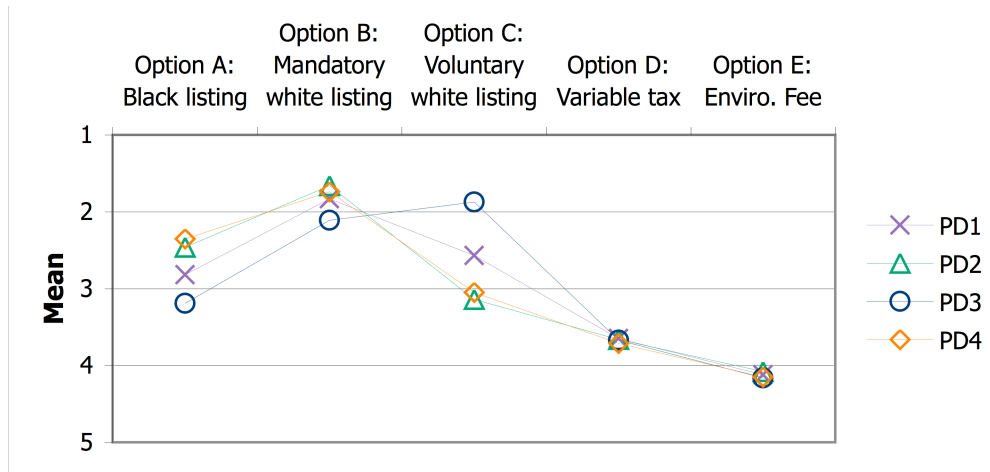 Option A:
Black listing
Option B:
Mandatory
white listing
Option C:
Voluntary
white listing
Option D:
Variable tax
Option E:
Enviro. Fee
1
2
3
4
5
Mean
PD1
PD2
PD3
PD4